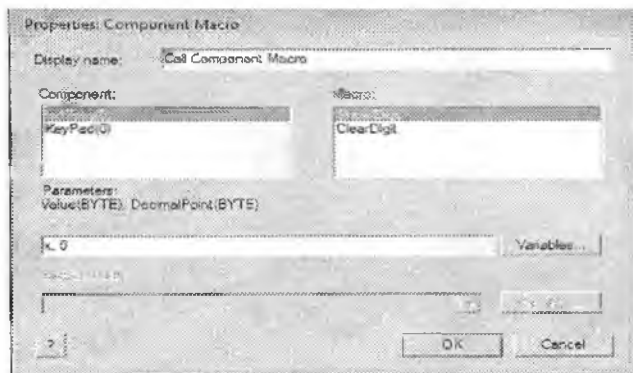 Properties: Component Macro
Display name: Call Component Macro
Component: Macro:
KeyPad(0) ClearDigit
Parameters:
Value(BYTE), DecimalPoint(BYTE)
x, 0 Variables...
? OK Cancel